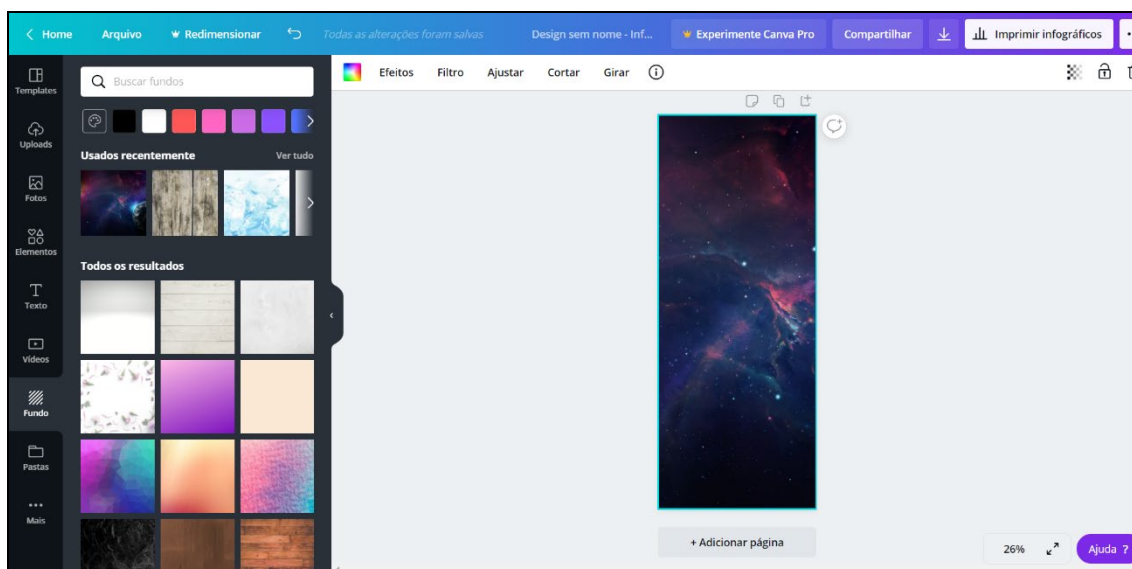 Home Arquivo Redimensionar Todas as alterações foram salvas Design sem nome - Inf... Experimente Canva Pro Compartilhar Imprimir infográficos
Efeitos Filtro Ajustar Cortar Girar
Templates
Uploads
Fotos
Elementos
Texto
Vídeos
Fundo
Pastas
Mais
Buscar fundos
Usados recentemente Ver tudo
Todos os resultados
+ Adicionar página
26% Ajuda ?